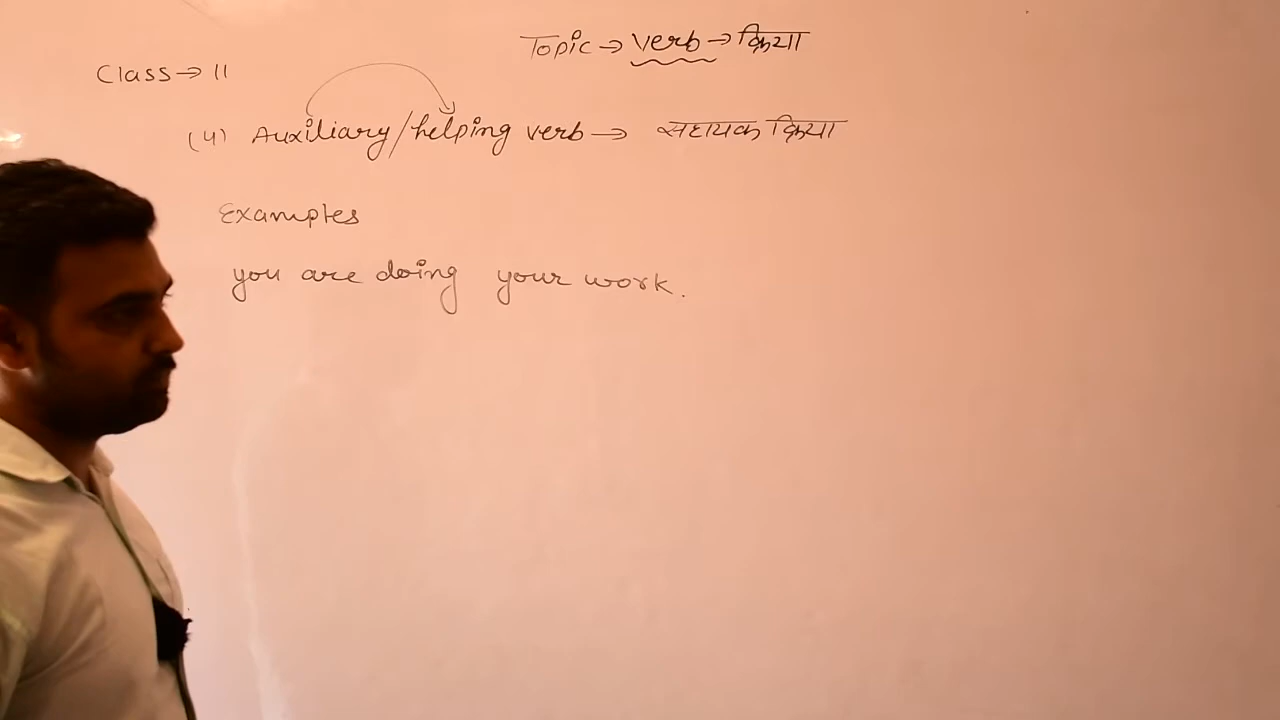 Topic → verb → क्रिया
Class → 11
(4) Auxiliary/helping verb → सहायक क्रिया
Examples
you are doing your work.